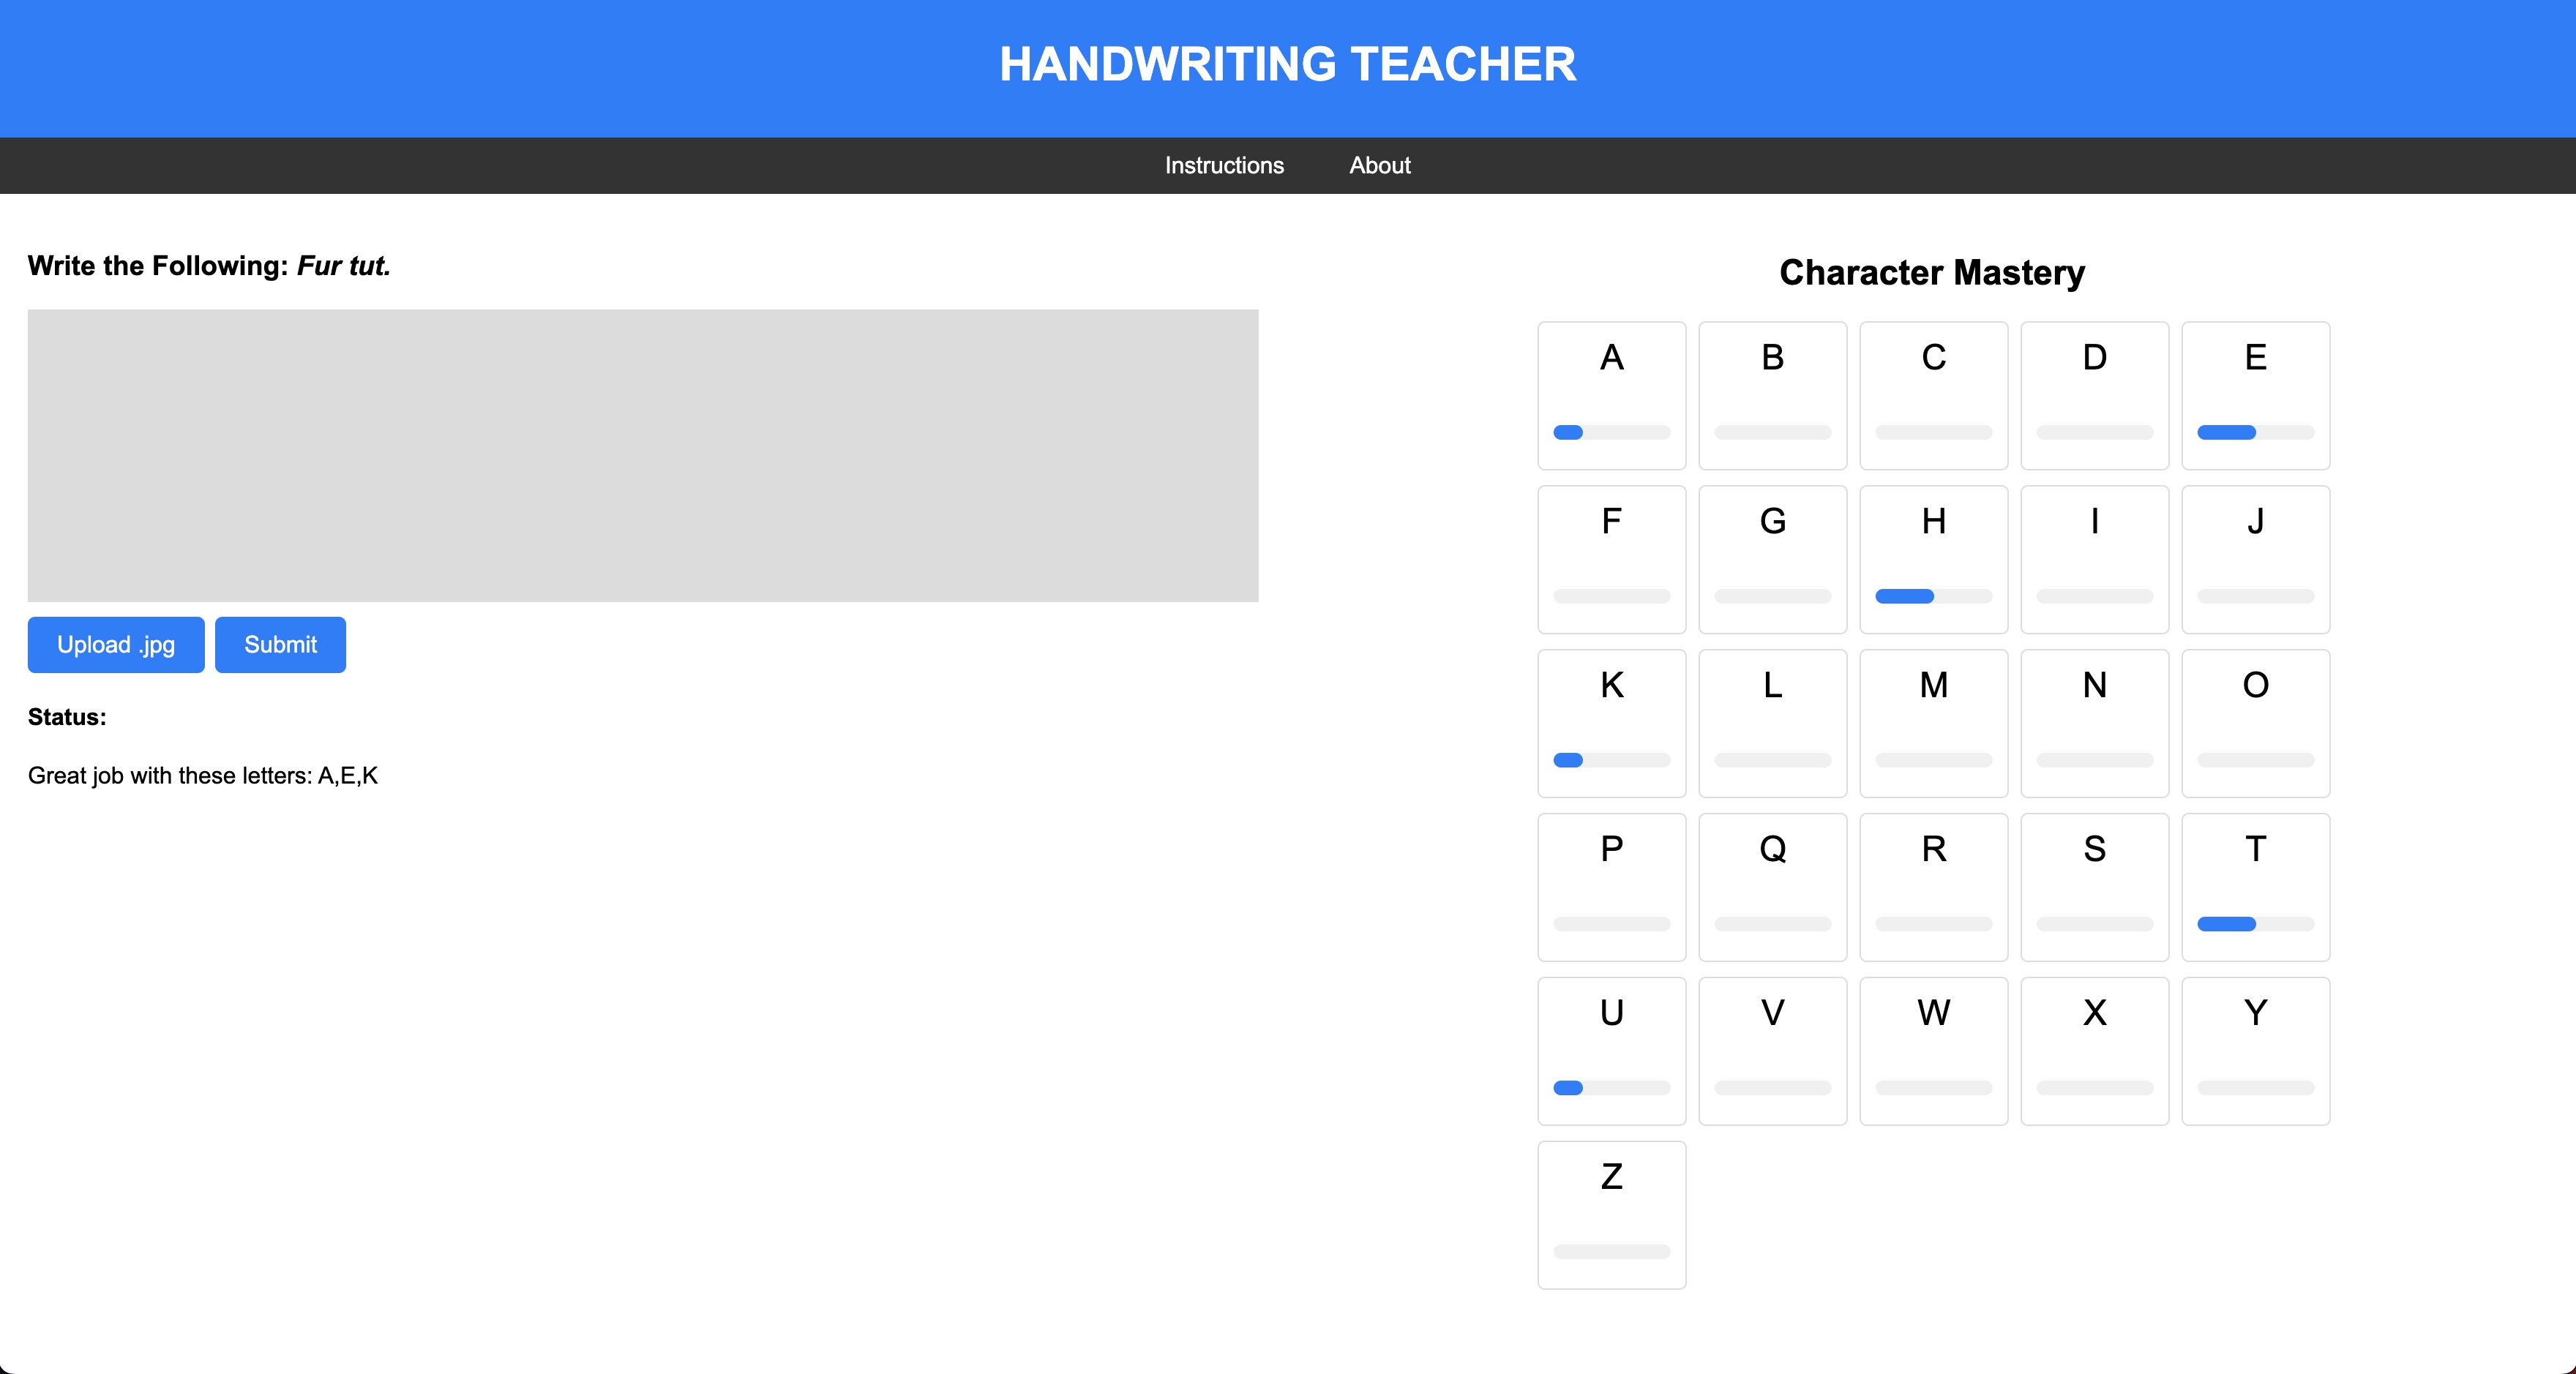 HANDWRITING TEACHER
Instructions About
Write the Following: Fur tut.
Upload .jpg Submit
Status:
Great job with these letters: A,E,K
Character Mastery
A B C D E
F G H I J
K L M N O
P Q R S T
U V W X Y
Z